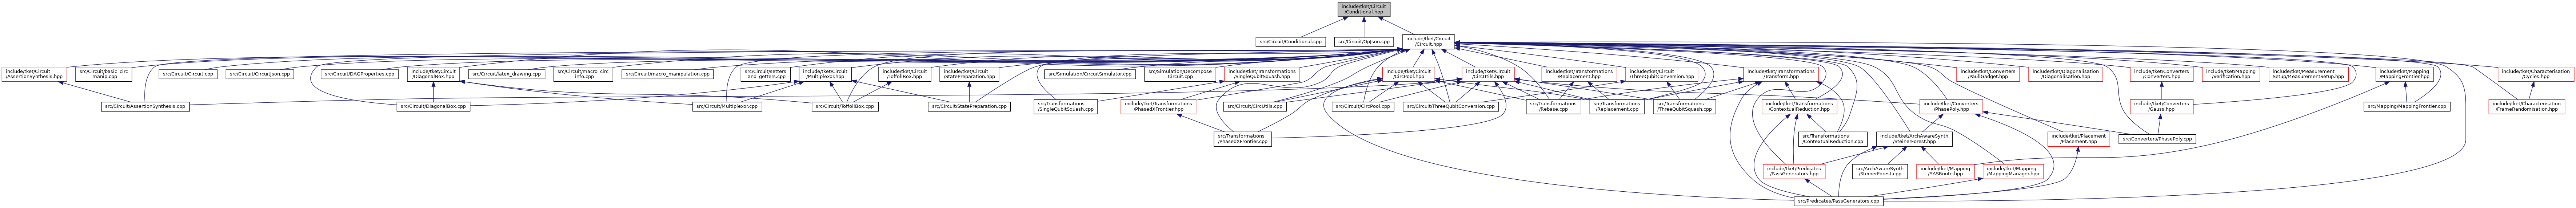 include/tket/Circuit
/Conditional.hpp
src/Circuit/Conditional.cpp
src/Circuit/OpJson.cpp
include/tket/Circuit
/Circuit.hpp
include/tket/Circuit
/AssertionSynthesis.hpp
src/Circuit/basic_circ
_manip.cpp
src/Circuit/Circuit.cpp
src/Circuit/CircuitJson.cpp
src/Circuit/DAGProperties.cpp
include/tket/Circuit
/DiagonalBox.hpp
src/Circuit/latex_drawing.cpp
src/Circuit/macro_circ
_info.cpp
src/Circuit/macro_manipulation.cpp
src/Circuit/setters
_and_getters.cpp
include/tket/Circuit
/Multiplexor.hpp
include/tket/Circuit
/ToffoliBox.hpp
include/tket/Circuit
/StatePreparation.hpp
src/Simulation/CircuitSimulator.cpp
src/Simulation/Decompose
Circuit.cpp
include/tket/Transformations
/SingleQubitSquash.hpp
include/tket/Circuit
/CircPool.hpp
include/tket/Circuit
/CircUtils.hpp
include/tket/Transformations
/Replacement.hpp
include/tket/Circuit
/ThreeQubitConversion.hpp
include/tket/Transformations
/Transform.hpp
include/tket/Converters
/PauliGadget.hpp
include/tket/Diagonalisation
/Diagonalisation.hpp
include/tket/Converters
/Converters.hpp
include/tket/Mapping
/Verification.hpp
include/tket/Measurement
Setup/MeasurementSetup.hpp
include/tket/Mapping
/MappingFrontier.hpp
include/tket/Characterisation
/Cycles.hpp
src/Circuit/AssertionSynthesis.cpp
src/Circuit/DiagonalBox.cpp
src/Circuit/Multiplexor.cpp
src/Circuit/ToffoliBox.cpp
src/Circuit/StatePreparation.cpp
src/Transformations
/SingleQubitSquash.cpp
include/tket/Transformations
/PhasedXFrontier.hpp
src/Circuit/CircUtils.cpp
src/Circuit/CircPool.cpp
src/Circuit/ThreeQubitConversion.cpp
src/Transformations
/Rebase.cpp
src/Transformations
/Replacement.cpp
src/Transformations
/ThreeQubitSquash.cpp
include/tket/Transformations
/ContextualReduction.hpp
include/tket/Converters
/PhasePoly.hpp
include/tket/Converters
/Gauss.hpp
src/Mapping/MappingFrontier.cpp
include/tket/Characterisation
/FrameRandomisation.hpp
src/Transformations
/PhasedXFrontier.cpp
src/Transformations
/ContextualReduction.cpp
include/tket/ArchAwareSynth
/SteinerForest.hpp
include/tket/Placement
/Placement.hpp
src/Converters/PhasePoly.cpp
include/tket/Predicates
/PassGenerators.hpp
src/ArchAwareSynth
/SteinerForest.cpp
include/tket/Mapping
/AASRoute.hpp
include/tket/Mapping
/MappingManager.hpp
src/Predicates/PassGenerators.cpp